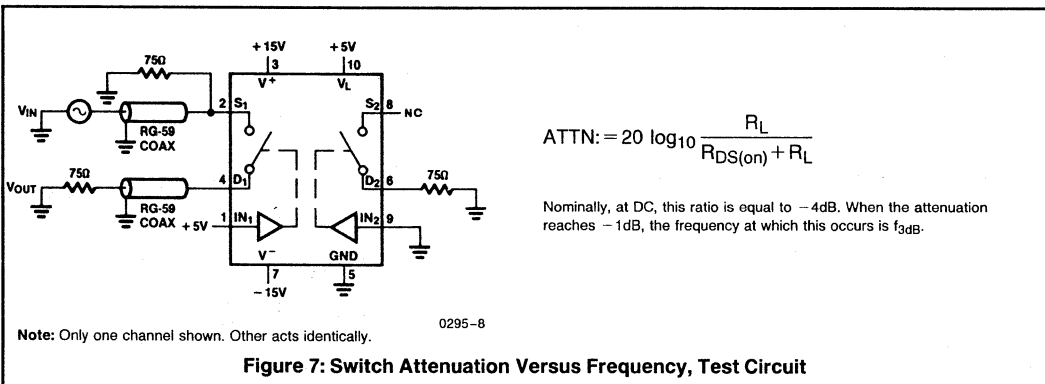 +15V
+5V
75Ω
3
10
V+
VL
2
S1
S2
8
NC
VIN
RG-59
COAX
ATTN: = 20 log10 RL / RDS(on) + RL
75Ω
4
D1
D2
6
75Ω
VOUT
RG-59
COAX
+5V
1
IN1
IN2
9
Nominally, at DC, this ratio is equal to −4dB. When the attenuation
reaches −1dB, the frequency at which this occurs is f3dB.
V−
GND
7
5
−15V
0295–8
Note: Only one channel shown. Other acts identically.
Figure 7: Switch Attenuation Versus Frequency, Test Circuit